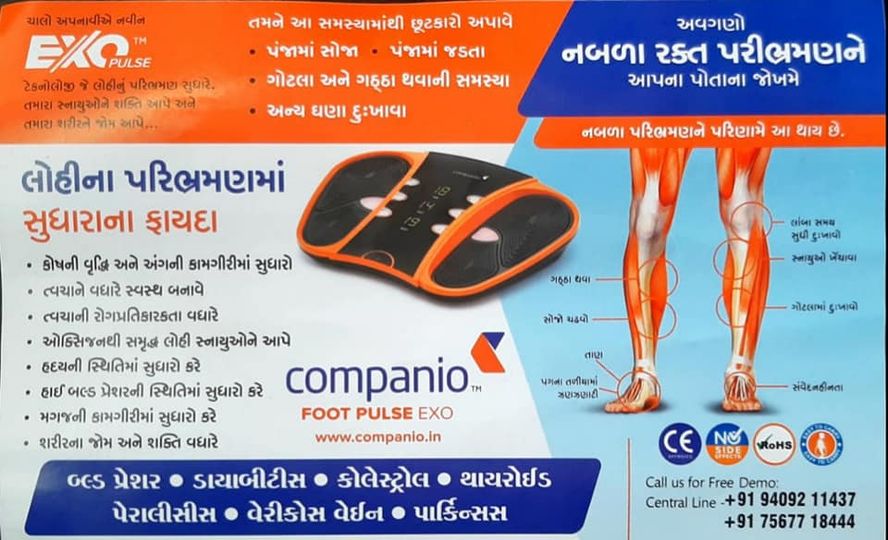 ચાલો અપનાવીએ નવીન
EXO™ PULSE
ટેકનોલોજી જે લોહીનું પરિભ્રમણ સુધારે,
તમારા સ્નાયુઓને શક્તિ આપે અને
તમારા શરીરને જોમ આપે...
તમને આ સમસ્યામાંથી છૂટકારો અપાવે
• પંજામાં સોજા • પંજામાં જડતા
• ગોટલા અને ગઠ્ઠા થવાની સમસ્યા
• અન્ય ઘણા દુઃખાવા
અવગણો
નબળા રક્ત પરીભ્રમણને
આપના પોતાના જોખમે
નબળા પરિભ્રમણને પરિણામે આ થાય છે.
લોહીના પરિભ્રમણમાં
સુધારાના ફાયદા
• કોષની વૃદ્ધિ અને અંગની કામગીરીમાં સુધારો
• ત્વચાને વધારે સ્વસ્થ બનાવે
• ત્વચાની રોગપ્રતિકારકતા વધારે
• ઓક્સિજનથી સમૃદ્ધ લોહી સ્નાયુઓને આપે
• હૃદયની સ્થિતિમાં સુધારો કરે
• હાઈ બ્લ્ડ પ્રેશરની સ્થિતિમાં સુધારો કરે
• મગજની કામગીરીમાં સુધારો કરે
• શરીરના જોમ અને શક્તિ વધારે
companio™
FOOT PULSE EXO
www.companio.in
ગઠ્ઠા થવા
સોજો ચઢવો
તાણ
પગના તળીયામાં
ઝણઝણાટી
લાંબા સમય
સુધી દુઃખાવો
સ્નાયુઓ ખેંચાવા
ગોટલામાં દુઃખાવો
સંવેદનહીનતા
CE
NO
SIDE
EFFECTS
RoHS
બ્લ્ડ પ્રેશર • ડાયાબીટીસ • કોલેસ્ટ્રોલ • થાયરોઈડ
પેરાલીસીસ • વેરીકોસ વેઈન • પાર્કિન્સસ
Call us for Free Demo:
Central Line -+91 94092 11437
+91 75677 18444